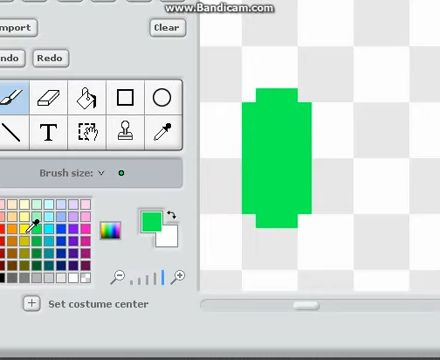 www.Bandicam.com
mport
Clear
ndo
Redo
T
Brush size:
Set costume center